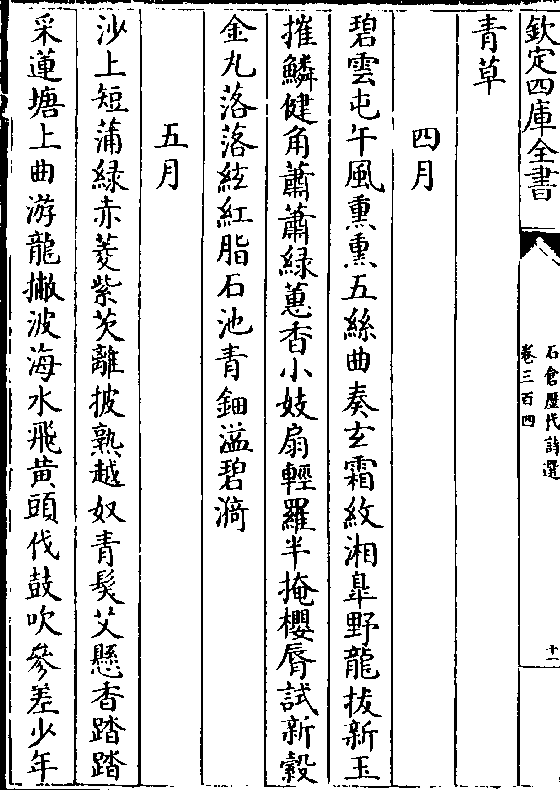 欽定四庫全書
石倉歷代詩選
卷三百四
十一
青草
四月
碧雲屯午風熏熏五絲曲奏玄霜紋湘臯野龍拔新玉
摧鱗健角蕭蕭緑蕙香小妓扇輕羅半掩櫻脣試新縠
金丸落落絃紅脂石池青鈿溢碧漪
五月
沙上短蒲緑赤菱紫茨離披熟越奴青鬓艾懸香踏踏
采蓮塘上曲游龍撇波海水飛黄頭伐鼓吹參差少年